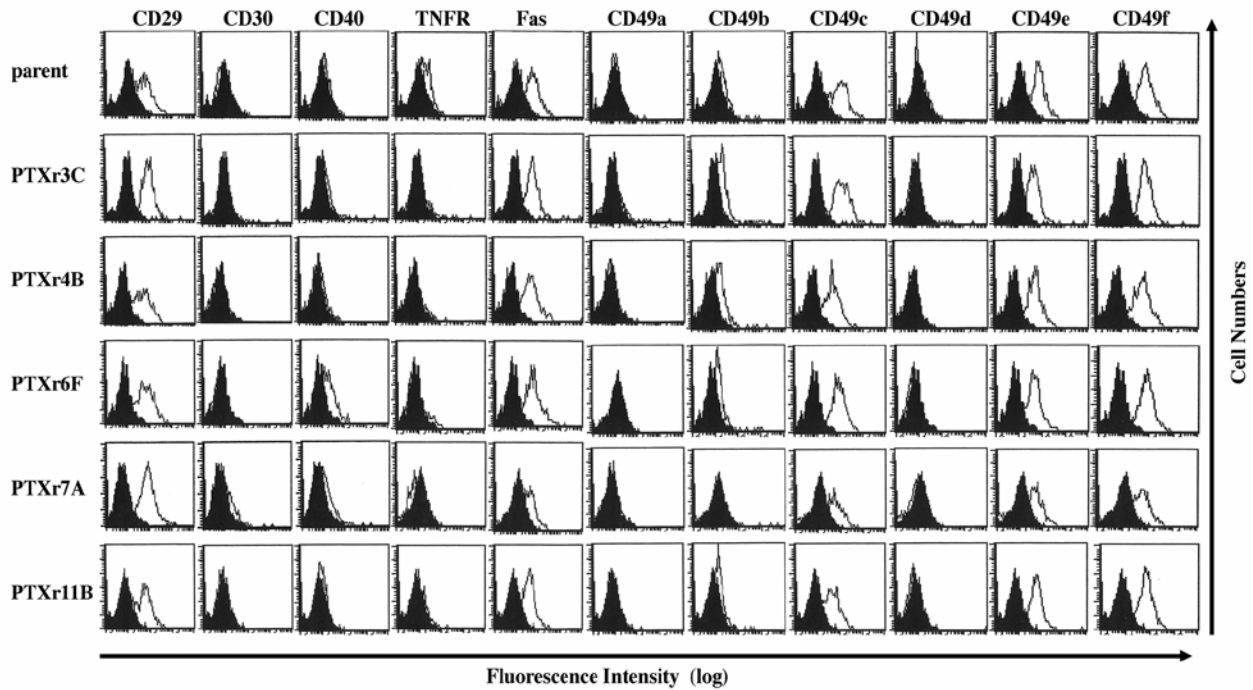 CD29 CD30 CD40 TNFR Fas CD49a CD49b CD49c CD49d CD49e CD49f
parent
PTXr3C
PTXr4B
PTXr6F
PTXr7A
PTXr11B
Cell Numbers
Fluorescence Intensity (log)